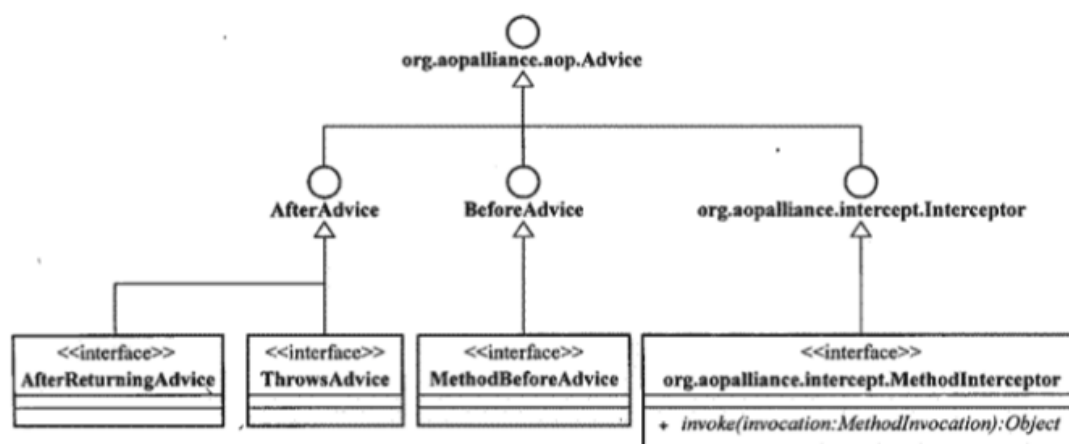 org.aopalliance.aop.Advice
AfterAdvice
BeforeAdvice
org.aopalliance.intercept.Interceptor
<<interface>>
AfterReturningAdvice
<<interface>>
ThrowsAdvice
<<interface>>
MethodBeforeAdvice
<<interface>>
org.aopalliance.intercept.MethodInterceptor
+ invoke(invocation:MethodInvocation):Object